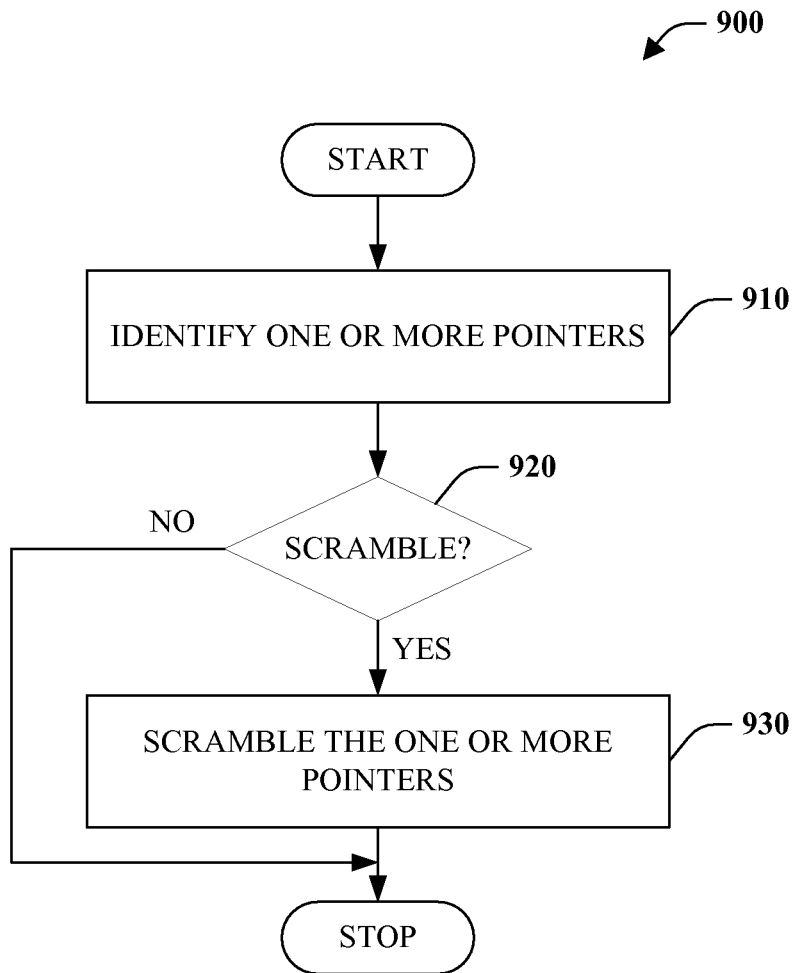 900
START
IDENTIFY ONE OR MORE POINTERS
910
920
NO
SCRAMBLE?
YES
SCRAMBLE THE ONE OR MORE
POINTERS
930
STOP